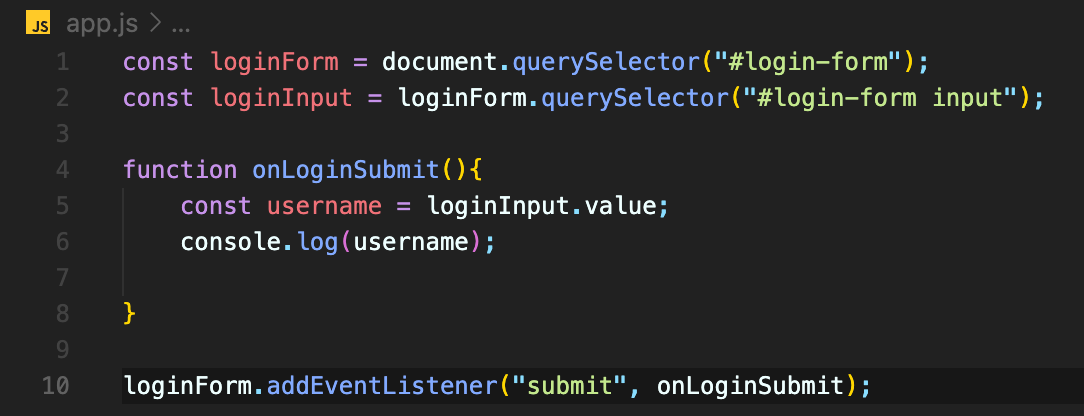 JS app.js > ...
1 const loginForm = document.querySelector("#login-form");
2 const loginInput = loginForm.querySelector("#login-form input");
3
4 function onLoginSubmit(){
5     const username = loginInput.value;
6     console.log(username);
7
8 }
9
10 loginForm.addEventListener("submit", onLoginSubmit);